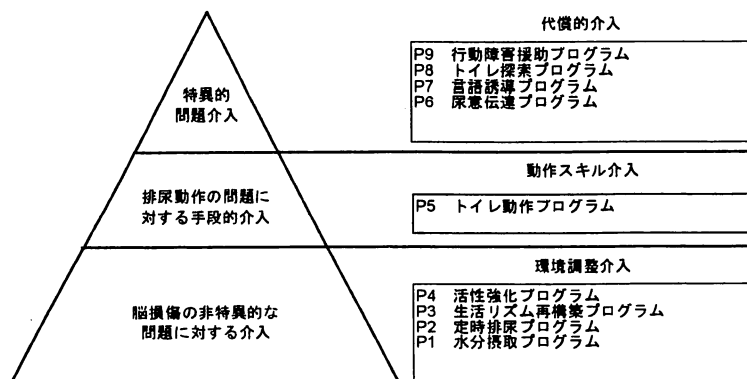 代償的介入
P9 行動障害援助プログラム
P8 トイレ探索プログラム
P7 言語誘導プログラム
P6 尿意伝達プログラム
特異的
問題介入
動作スキル介入
P5 トイレ動作プログラム
排尿動作の問題に
対する手段的介入
環境調整介入
P4 活性強化プログラム
P3 生活リズム再構築プログラム
P2 定時排尿プログラム
P1 水分摂取プログラム
脳損傷の非特異的な
問題に対する介入